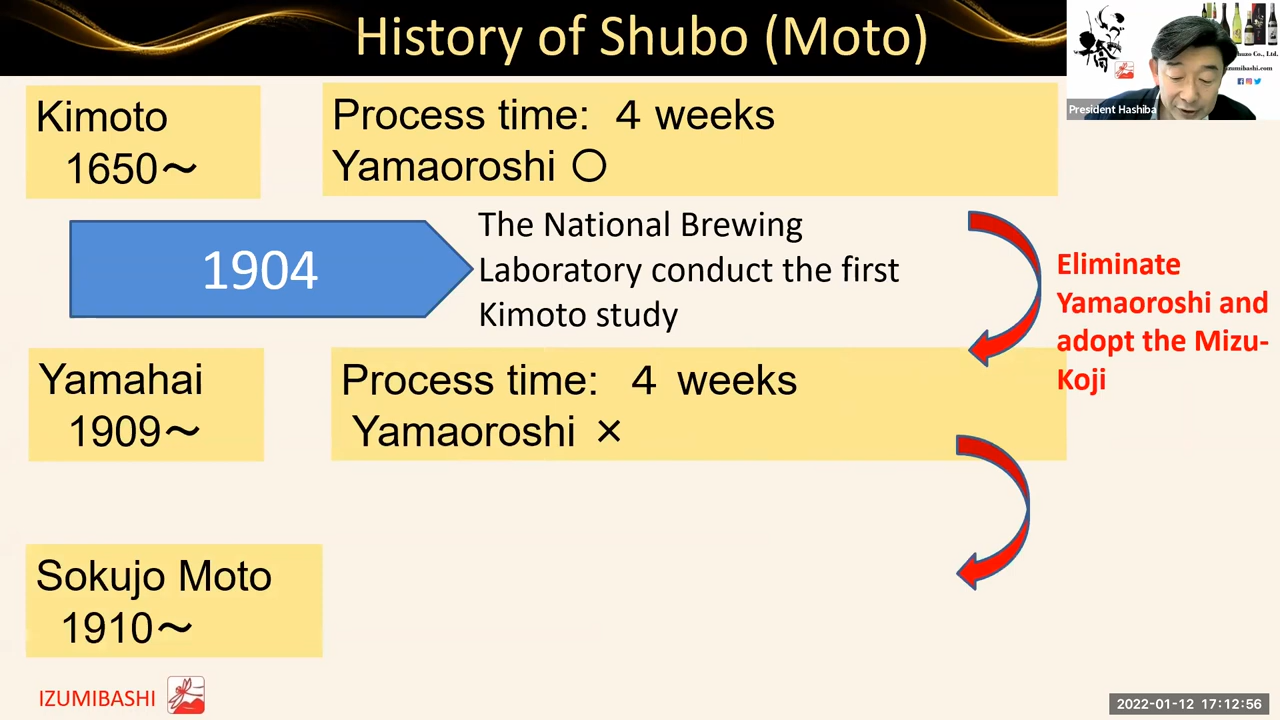 History of Shubo (Moto)
President Hashiba
Kimoto
1650～
Process time: 4 weeks
Yamaoroshi ○
1904
The National Brewing
Laboratory conduct the first
Kimoto study
Eliminate
Yamaoroshi and
adopt the Mizu-
Koji
Yamahai
1909～
Process time: 4 weeks
Yamaoroshi ×
Sokujo Moto
1910～
IZUMIBASHI
2022-01-12 17:12:56